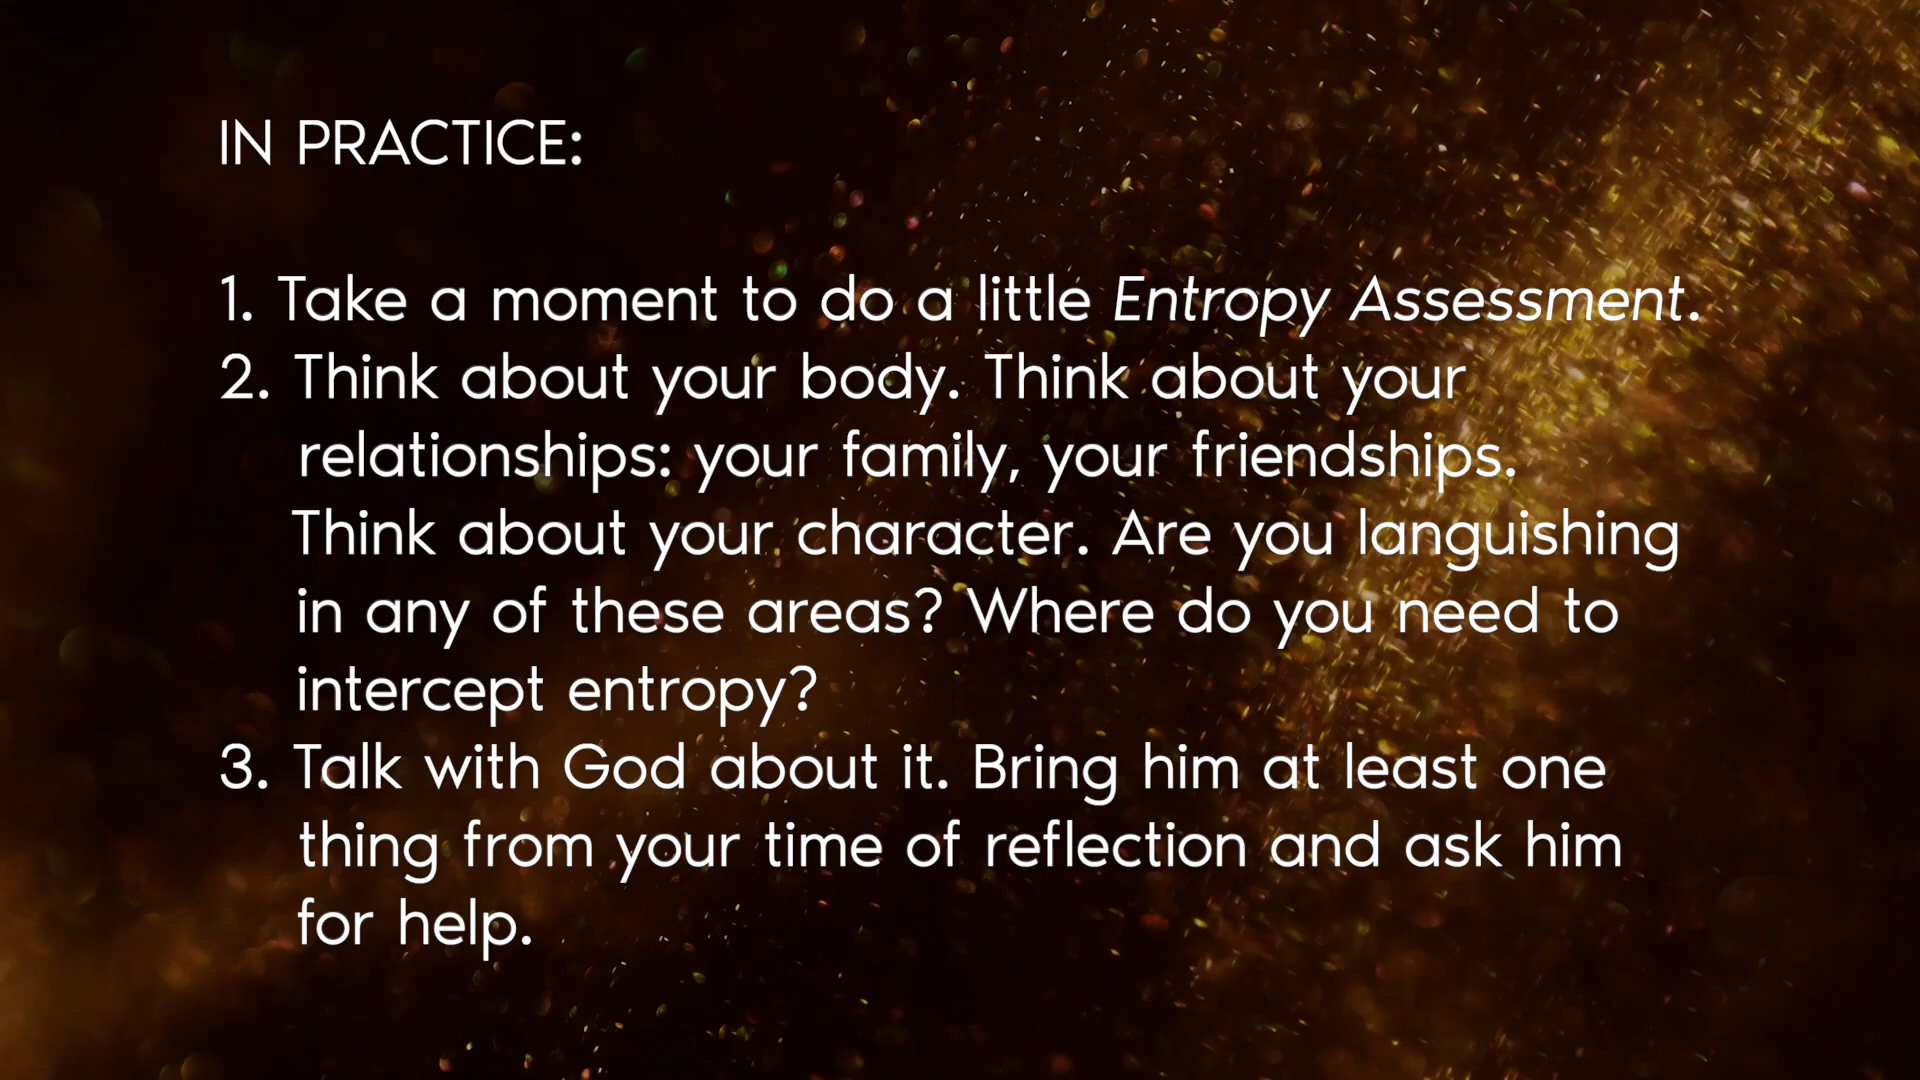 IN PRACTICE:
1. Take a moment to do a little Entropy Assessment.
2. Think about your body. Think about your
relationships: your family, your friendships.
Think about your character. Are you languishing
in any of these areas? Where do you need to
intercept entropy?
3. Talk with God about it. Bring him at least one
thing from your time of reflection and ask him
for help.